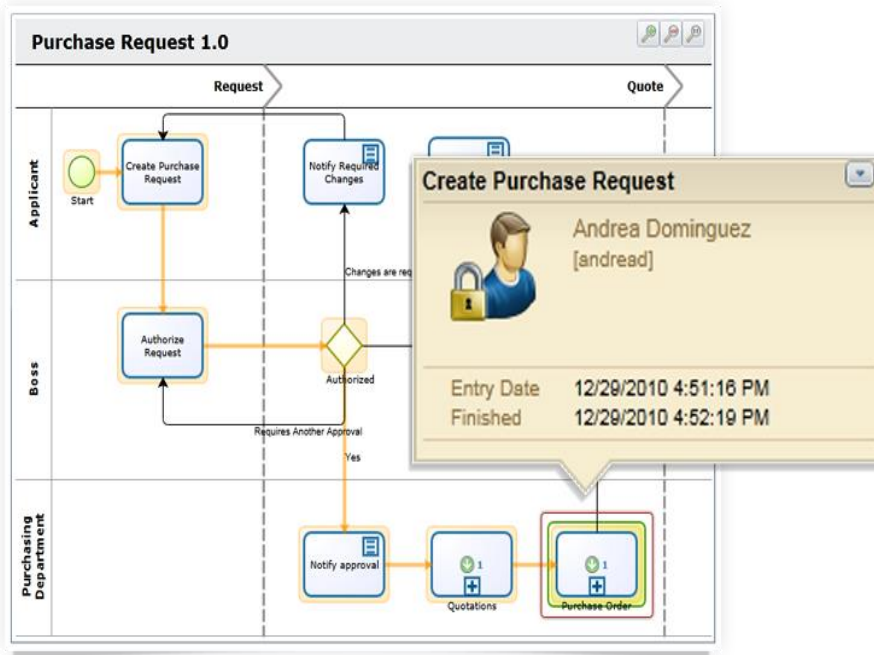 Purchase Request 1.0
Request
Quote
Applicant
Start
Create Purchase
Request
Notify Required
Changes
Create Purchase Request
Andrea Dominguez
[andread]
Entry Date 12/29/2010 4:51:16 PM
Finished 12/29/2010 4:52:19 PM
Changes are req
Boss
Authorize
Request
Authorized
Requires Another Approval
Yes
Purchasing
Department
Notify approval
1
Quotations
1
Purchase Order